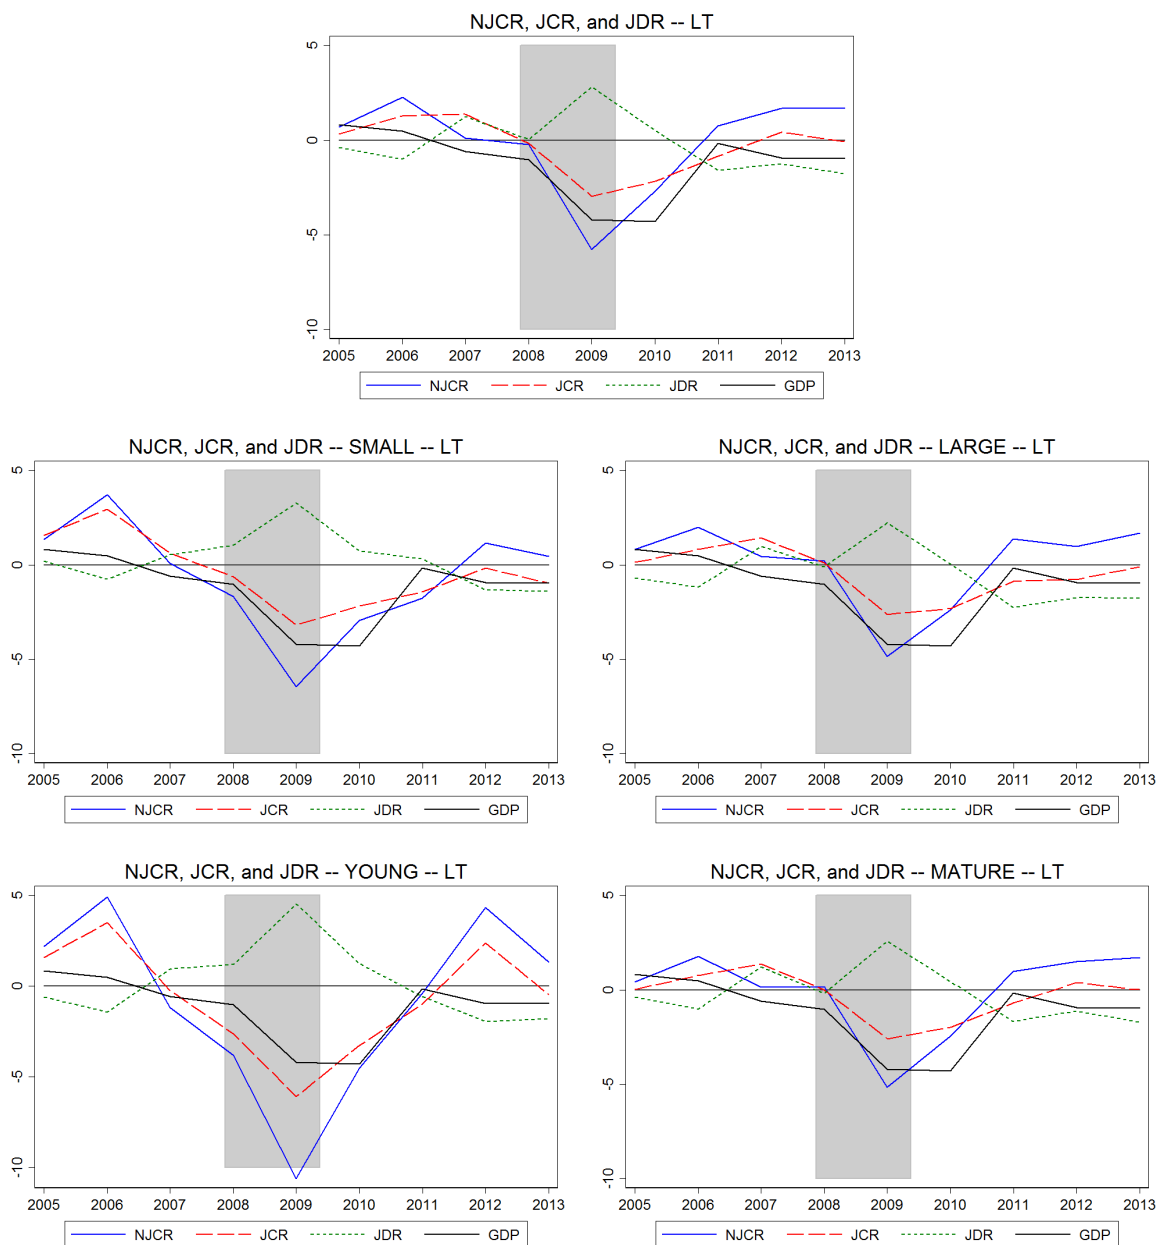 NJCR, JCR, and JDR -- LT
5
0
-5
-10
2005 2006 2007 2008 2009 2010 2011 2012 2013
NJCR JCR JDR GDP
NJCR, JCR, and JDR -- SMALL -- LT
5
0
-5
-10
2005 2006 2007 2008 2009 2010 2011 2012 2013
NJCR JCR JDR GDP
NJCR, JCR, and JDR -- LARGE -- LT
5
0
-5
-10
2005 2006 2007 2008 2009 2010 2011 2012 2013
NJCR JCR JDR GDP
NJCR, JCR, and JDR -- YOUNG -- LT
5
0
-5
-10
2005 2006 2007 2008 2009 2010 2011 2012 2013
NJCR JCR JDR GDP
NJCR, JCR, and JDR -- MATURE -- LT
5
0
-5
-10
2005 2006 2007 2008 2009 2010 2011 2012 2013
NJCR JCR JDR GDP